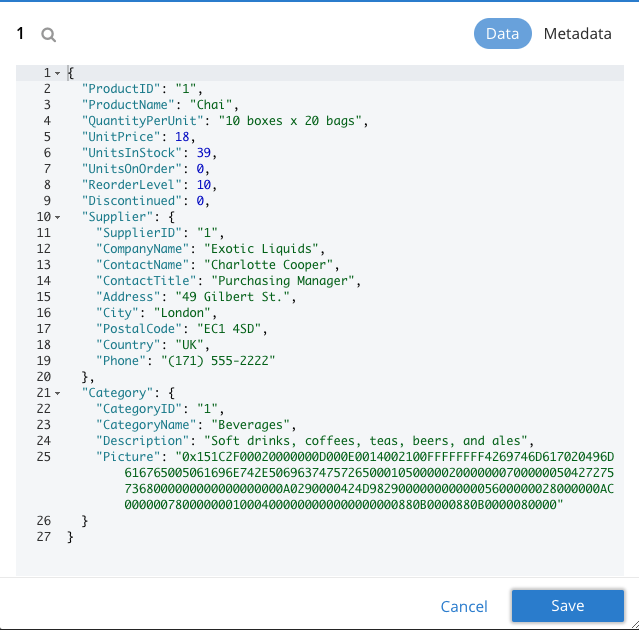 1
Data Metadata
1 {
2 "ProductID": "1",
3 "ProductName": "Chai",
4 "QuantityPerUnit": "10 boxes x 20 bags",
5 "UnitPrice": 18,
6 "UnitsInStock": 39,
7 "UnitsOnOrder": 0,
8 "ReorderLevel": 10,
9 "Discontinued": 0,
10 "Supplier": {
11 "SupplierID": "1",
12 "CompanyName": "Exotic Liquids",
13 "ContactName": "Charlotte Cooper",
14 "ContactTitle": "Purchasing Manager",
15 "Address": "49 Gilbert St.",
16 "City": "London",
17 "PostalCode": "EC1 4SD",
18 "Country": "UK",
19 "Phone": "(171) 555-2222"
20 },
21 "Category": {
22 "CategoryID": "1",
23 "CategoryName": "Beverages",
24 "Description": "Soft drinks, coffees, teas, beers, and ales",
25 "Picture": "0x151C2F00020000000D000E0014002100FFFFFFFF4269746D617020496D
616765005061696E742E506963747572650001050000020000000700000050427275
7368000000000000000000A0290000424D98290000000000005600000028000000AC
00000078000000010004000000000000000000880B0000880B0000080000"
26 }
27 }
Cancel Save